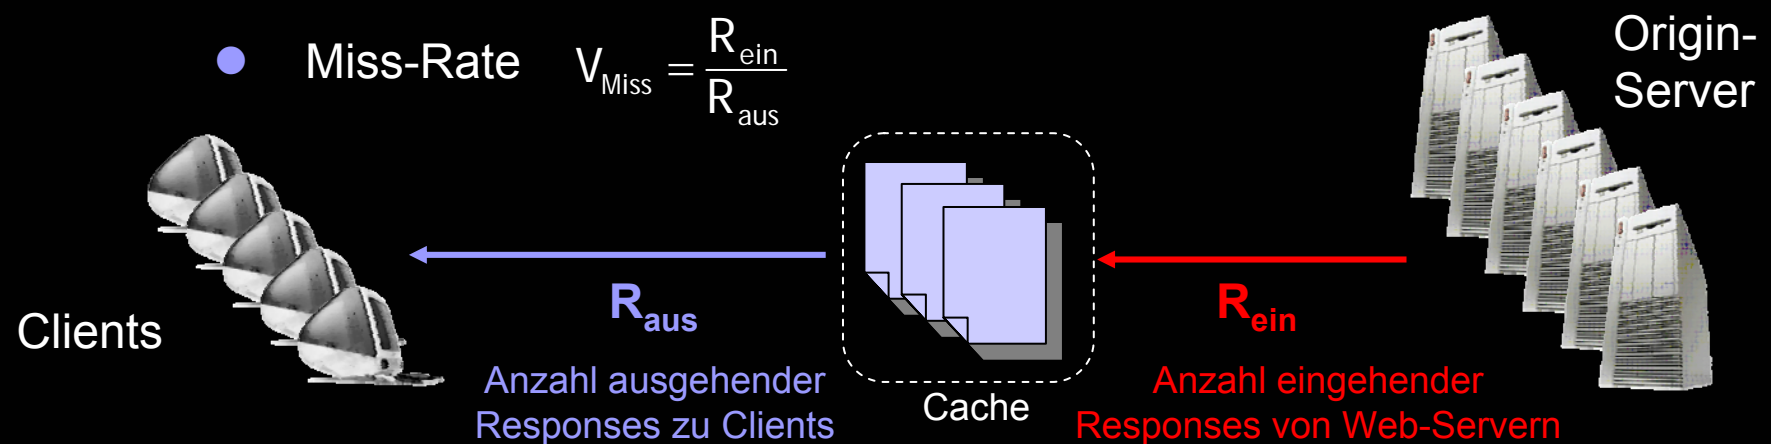 Miss-Rate V_Miss = R_ein / R_aus
Origin-
Server
Clients
R_aus
Anzahl ausgehender
Responses zu Clients
Cache
R_ein
Anzahl eingehender
Responses von Web-Servern